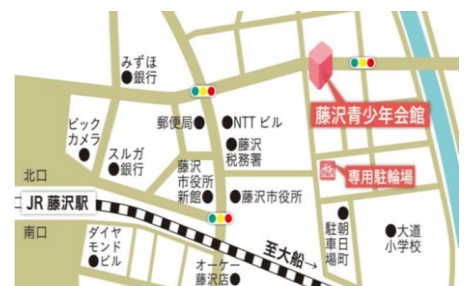 みずほ
銀行
藤沢青少年会館
ビック
カメラ
郵便局
NTT ビル
スルガ
銀行
藤沢
税務署
北口
藤沢
市役所
新館
専用駐輪場
JR 藤沢駅
藤沢市役所
南口
ダイヤ
モンド
ビル
至大船→
朝日町
駐車場
大道
小学校
オーケー
藤沢店